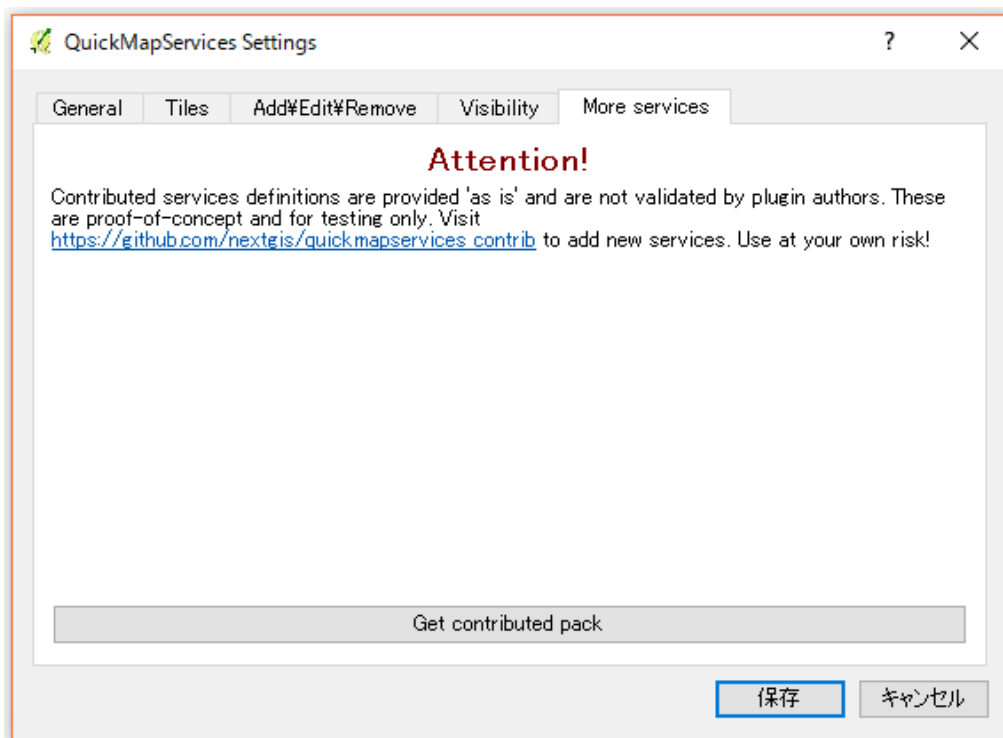 QuickMapServices Settings
?
General
Tiles
Add¥Edit¥Remove
Visibility
More services
Attention!
Contributed services definitions are provided 'as is' and are not validated by plugin authors. These
are proof-of-concept and for testing only. Visit
https://github.com/nextgis/quickmapservices_contrib to add new services. Use at your own risk!
Get contributed pack
保存
キャンセル